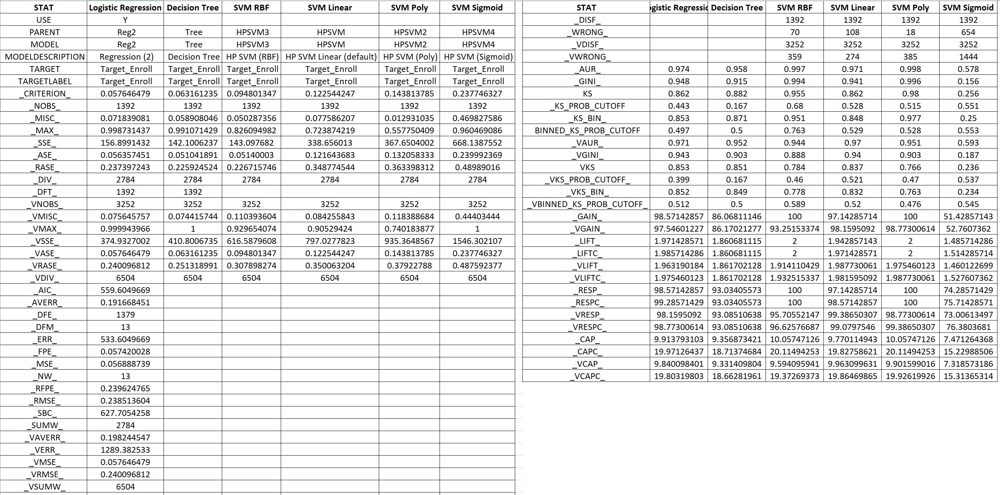 STAT Logistic Regression Decision Tree SVM RBF SVM Linear SVM Poly SVM Sigmoid
USE Y
PARENT Reg2 Tree HPSVM3 HPSVM HPSVM2 HPSVM4
MODEL Reg2 Tree HPSVM3 HPSVM HPSVM2 HPSVM4
MODELDESCRIPTION Regression (2) Decision Tree HP SVM (RBF) HP SVM Linear (default) HP SVM (Poly) HP SVM (Sigmoid)
TARGET Target_Enroll Target_Enroll Target_Enroll Target_Enroll Target_Enroll Target_Enroll
TARGETLABEL Target_Enroll Target_Enroll Target_Enroll Target_Enroll Target_Enroll Target_Enroll
_CRITERION_ 0.057646479 0.063161235 0.094801347 0.122544247 0.143813785 0.237746327
_NOBS_ 1392 1392 1392 1392 1392 1392
_MISC_ 0.071839081 0.058908046 0.050287356 0.077586207 0.012931035 0.469827586
_MAX_ 0.998731437 0.991071429 0.826094982 0.723874219 0.557750409 0.960469086
_SSE_ 156.8991432 142.1006237 143.097682 338.656013 367.6504002 668.1387552
_ASE_ 0.056357451 0.051041891 0.05140003 0.121643683 0.132058333 0.239992369
_RASE_ 0.237397243 0.225924524 0.226715746 0.348774544 0.363398312 0.48989016
_DIV_ 2784 2784 2784 2784 2784 2784
_DFT_ 1392 1392
_VNOBS_ 3252 3252 3252 3252 3252 3252
_VMISC_ 0.075645757 0.074415744 0.110393604 0.084255843 0.118388684 0.44403444
_VMAX_ 0.999943966 1 0.929654074 0.90529424 0.740183877 1
_VSSE_ 374.9327002 410.8006735 616.5879608 797.0277823 935.3648567 1546.302107
_VASE_ 0.057646479 0.063161235 0.094801347 0.122544247 0.143813785 0.237746327
_VRASE_ 0.240096812 0.251318991 0.307898274 0.350063204 0.37922788 0.487592377
_VDIV_ 6504 6504 6504 6504 6504 6504
_AIC_ 559.6049669
_AVERR_ 0.191668451
_DFE_ 1379
_DFM_ 13
_ERR_ 533.6049669
_FPE_ 0.057420028
_MSE_ 0.056888739
_NW_ 13
_RFPE_ 0.239624765
_RMSE_ 0.238513604
_SBC_ 627.7054258
_SUMW_ 2784
_VAVERR_ 0.198244547
_VERR_ 1289.382533
_VMSE_ 0.057646479
_VRMSE_ 0.240096812
_VSUMW_ 6504
STAT gistic Regressi Decision Tree SVM RBF SVM Linear SVM Poly SVM Sigmoid
_DISF_ 1392 1392 1392 1392
_WRONG_ 70 108 18 654
_VDISF_ 3252 3252 3252 3252
_VWRONG_ 359 274 385 1444
_AUR_ 0.974 0.958 0.997 0.971 0.998 0.578
_GINI_ 0.948 0.915 0.994 0.941 0.996 0.156
KS 0.862 0.882 0.955 0.862 0.98 0.256
_KS_PROB_CUTOFF 0.443 0.167 0.68 0.528 0.515 0.551
_KS_BIN_ 0.853 0.871 0.951 0.848 0.977 0.25
BINNED_KS_PROB_CUTOFF 0.497 0.5 0.763 0.529 0.528 0.553
_VAUR_ 0.971 0.952 0.944 0.97 0.951 0.593
_VGINI_ 0.943 0.903 0.888 0.94 0.903 0.187
VKS 0.853 0.851 0.784 0.837 0.766 0.236
_VKS_PROB_CUTOFF_ 0.399 0.167 0.46 0.521 0.47 0.537
_VKS_BIN_ 0.852 0.849 0.778 0.832 0.763 0.234
_VBINNED_KS_PROB_CUTOFF_ 0.512 0.5 0.589 0.52 0.476 0.545
_GAIN_ 98.57142857 86.06811146 100 97.14285714 100 51.42857143
_VGAIN_ 97.54601227 86.17021277 93.25153374 98.1595092 98.77300614 52.7607362
_LIFT_ 1.971428571 1.860681115 2 1.942857143 2 1.485714286
_LIFTC_ 1.985714286 1.860681115 2 1.971428571 2 1.514285714
_VLIFT_ 1.963190184 1.861702128 1.914110429 1.987730061 1.975460123 1.460122699
_VLIFTC_ 1.975460123 1.861702128 1.932515337 1.981595092 1.987730061 1.527607362
_RESP_ 98.57142857 93.03405573 100 97.14285714 100 74.28571429
_RESPC_ 99.28571429 93.03405573 100 98.57142857 100 75.71428571
_VRESP_ 98.1595092 93.08510638 95.70552147 99.38650307 98.77300614 73.00613497
_VRESPC_ 98.77300614 93.08510638 96.62576687 99.0797546 99.38650307 76.3803681
_CAP_ 9.913793103 9.356873421 10.05747126 9.770114943 10.05747126 7.471264368
_CAPC_ 19.97126437 18.71374684 20.11494253 19.82758621 20.11494253 15.22988506
_VCAP_ 9.840098401 9.331409804 9.594095941 9.963099631 9.901599016 7.318573186
_VCAPC_ 19.80319803 18.66281961 19.37269373 19.86469865 19.92619926 15.31365314